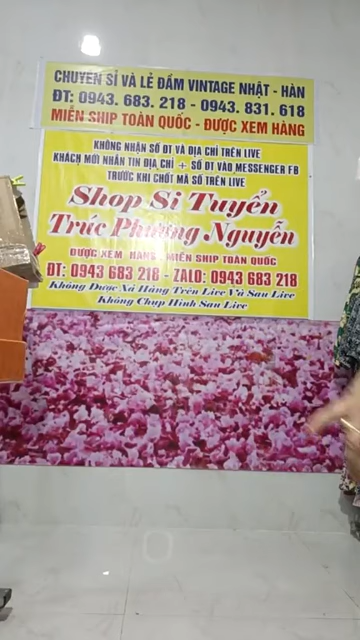 CHUYÊN SỈ VÀ LẺ ĐẦM VINTAGE NHẬT - HÀN
ĐT: 0943. 683. 218 - 0943. 831. 618
MIỄN SHIP TOÀN QUỐC - ĐƯỢC XEM HÀNG
KHÔNG NHẬN SỐ ĐT VÀ ĐỊA CHỈ TRÊN LIVE
KHÁCH MỚI NHẮN TIN ĐỊA CHỈ + SỐ ĐT VÀO MESSENGER FB
TRƯỚC KHI CHỐT MÃ SỐ TRÊN LIVE
Shop Si Tuyển
Trúc Phương Nguyễn
ĐƯỢC XEM HÀNG - MIỄN SHIP TOÀN QUỐC
ĐT: 0943 683 218 - ZALO: 0943 683 218
Không Được Xả Hàng Trên Live Và Sau Live
Không Chụp Hình Sau Live